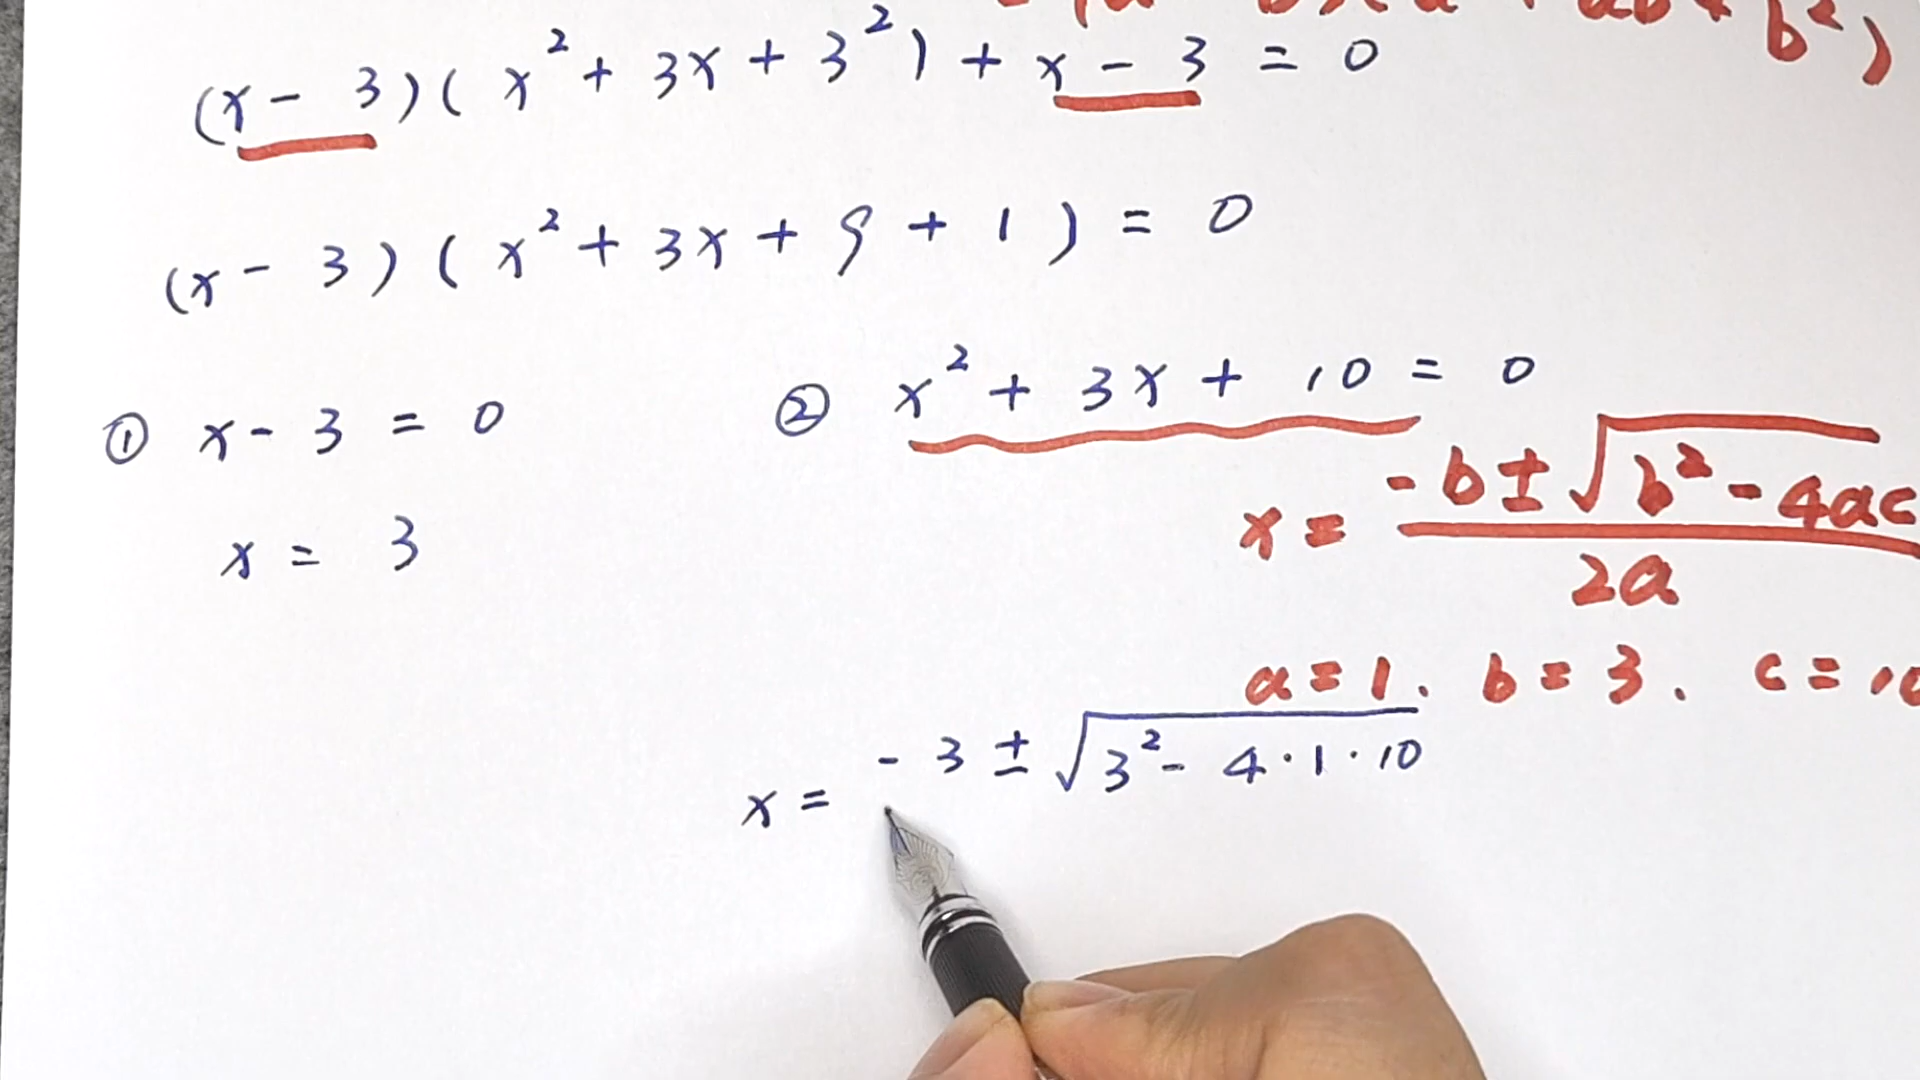 b²)
(x - 3)(x² + 3x + 3²) + x - 3 = 0
(x - 3)(x² + 3x + 9 + 1) = 0
① x - 3 = 0
x = 3
② x² + 3x + 10 = 0
x = (-b ± √(b² - 4ac)) / 2a
a = 1. b = 3. c = 10
x = - 3 ± √(3² - 4 · 1 · 10)